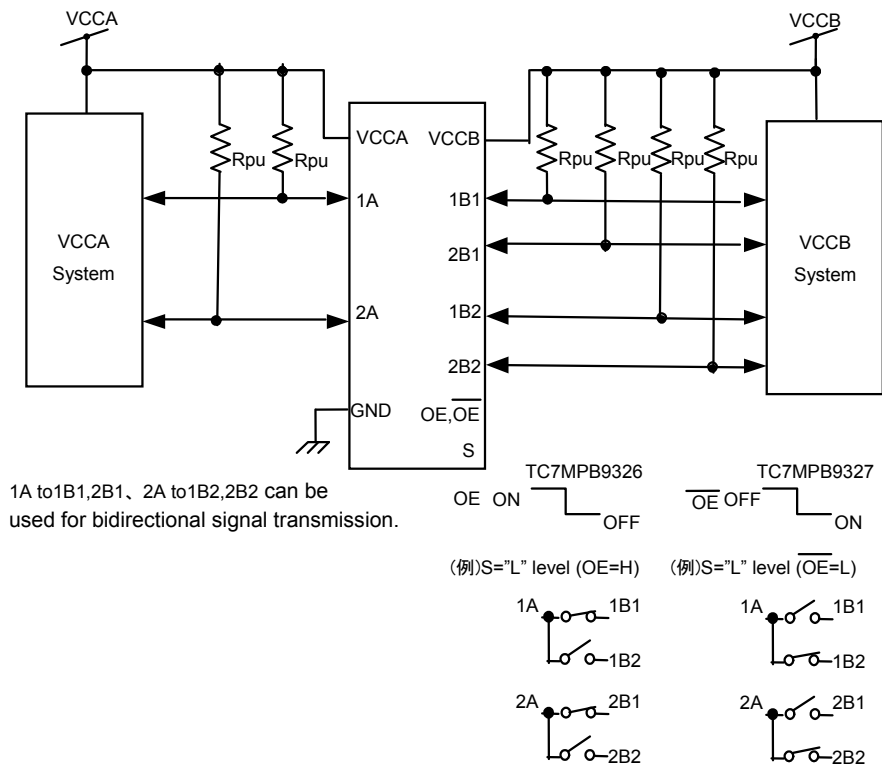 VCCA
VCCB
Rpu
Rpu
VCCA
VCCB
Rpu
Rpu
Rpu
Rpu
1A
1B1
VCCA
System
2B1
VCCB
System
2A
1B2
2B2
GND
OE,OE
S
1A to1B1,2B1、 2A to1B2,2B2 can be
used for bidirectional signal transmission.
TC7MPB9326
TC7MPB9327
OE ON
OFF
OE OFF
ON
(例)S="L" level (OE=H)
(例)S="L" level (OE=L)
1A
1B1
1B2
1A
1B1
1B2
2A
2B1
2B2
2A
2B1
2B2